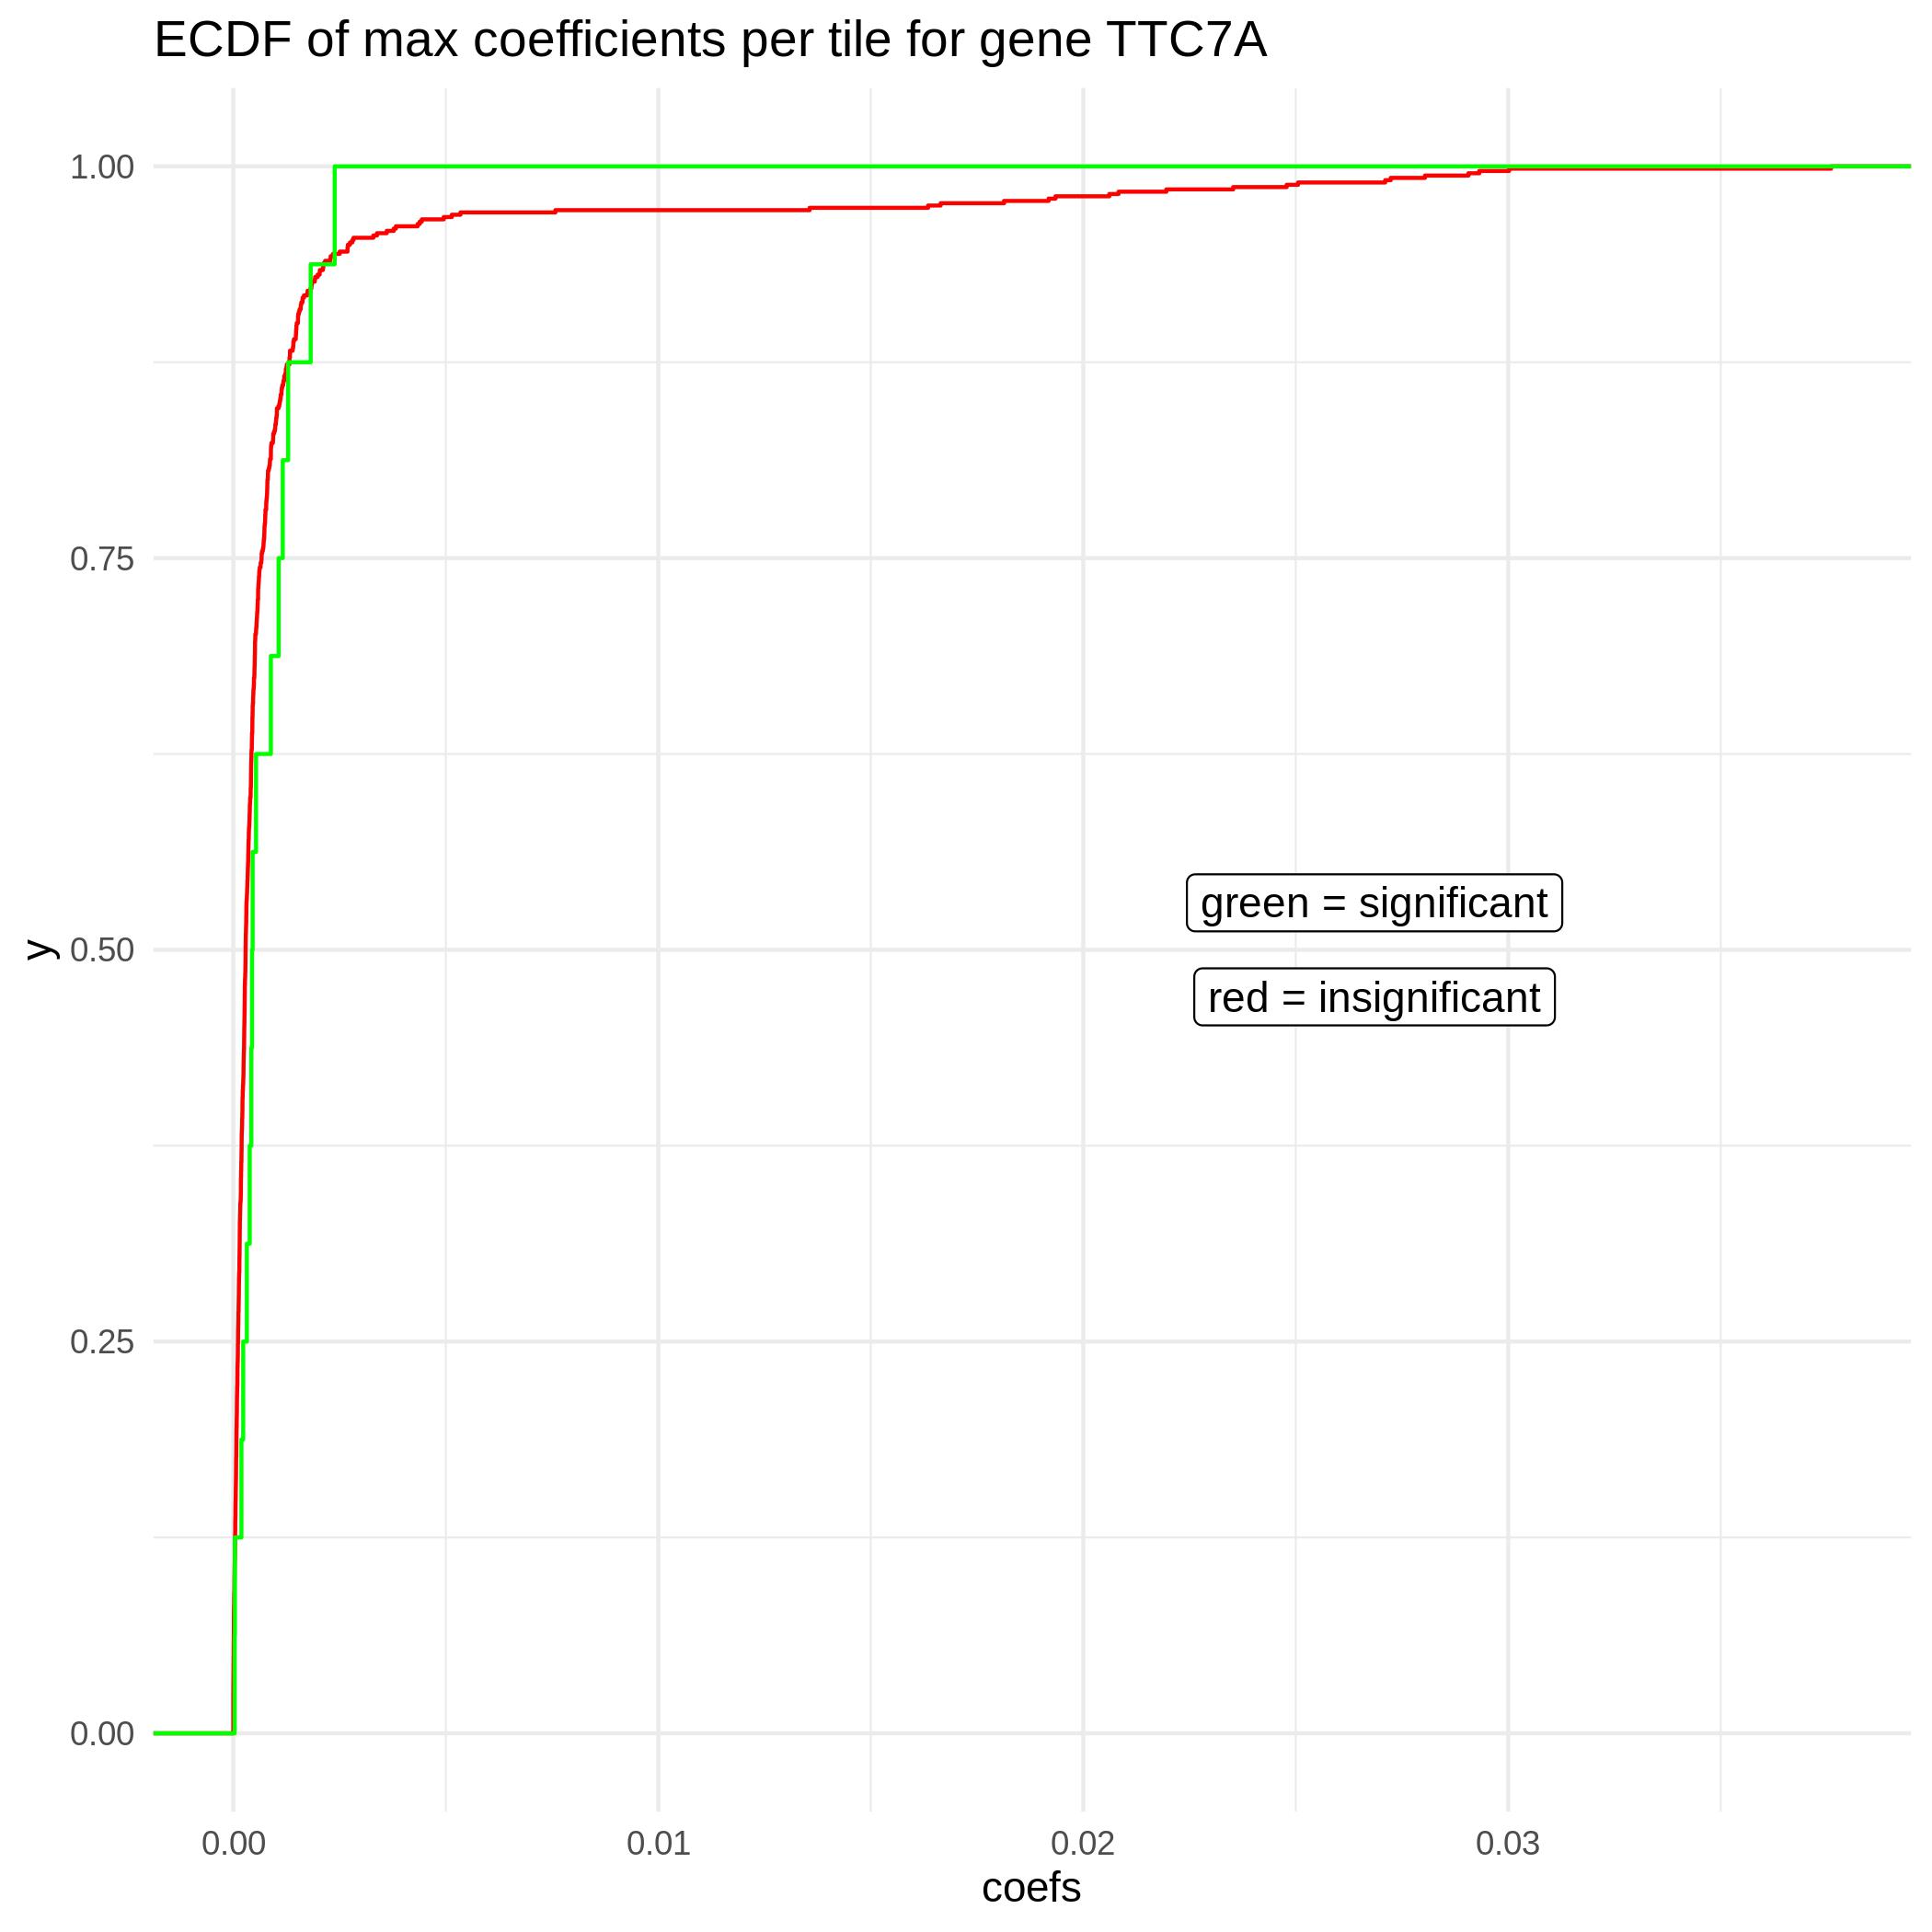 ECDF of max coefficients per tile for gene TTC7A
1.00
0.75
0.50
0.25
0.00
y
green = significant
red = insignificant
0.00 0.01 0.02 0.03
coefs